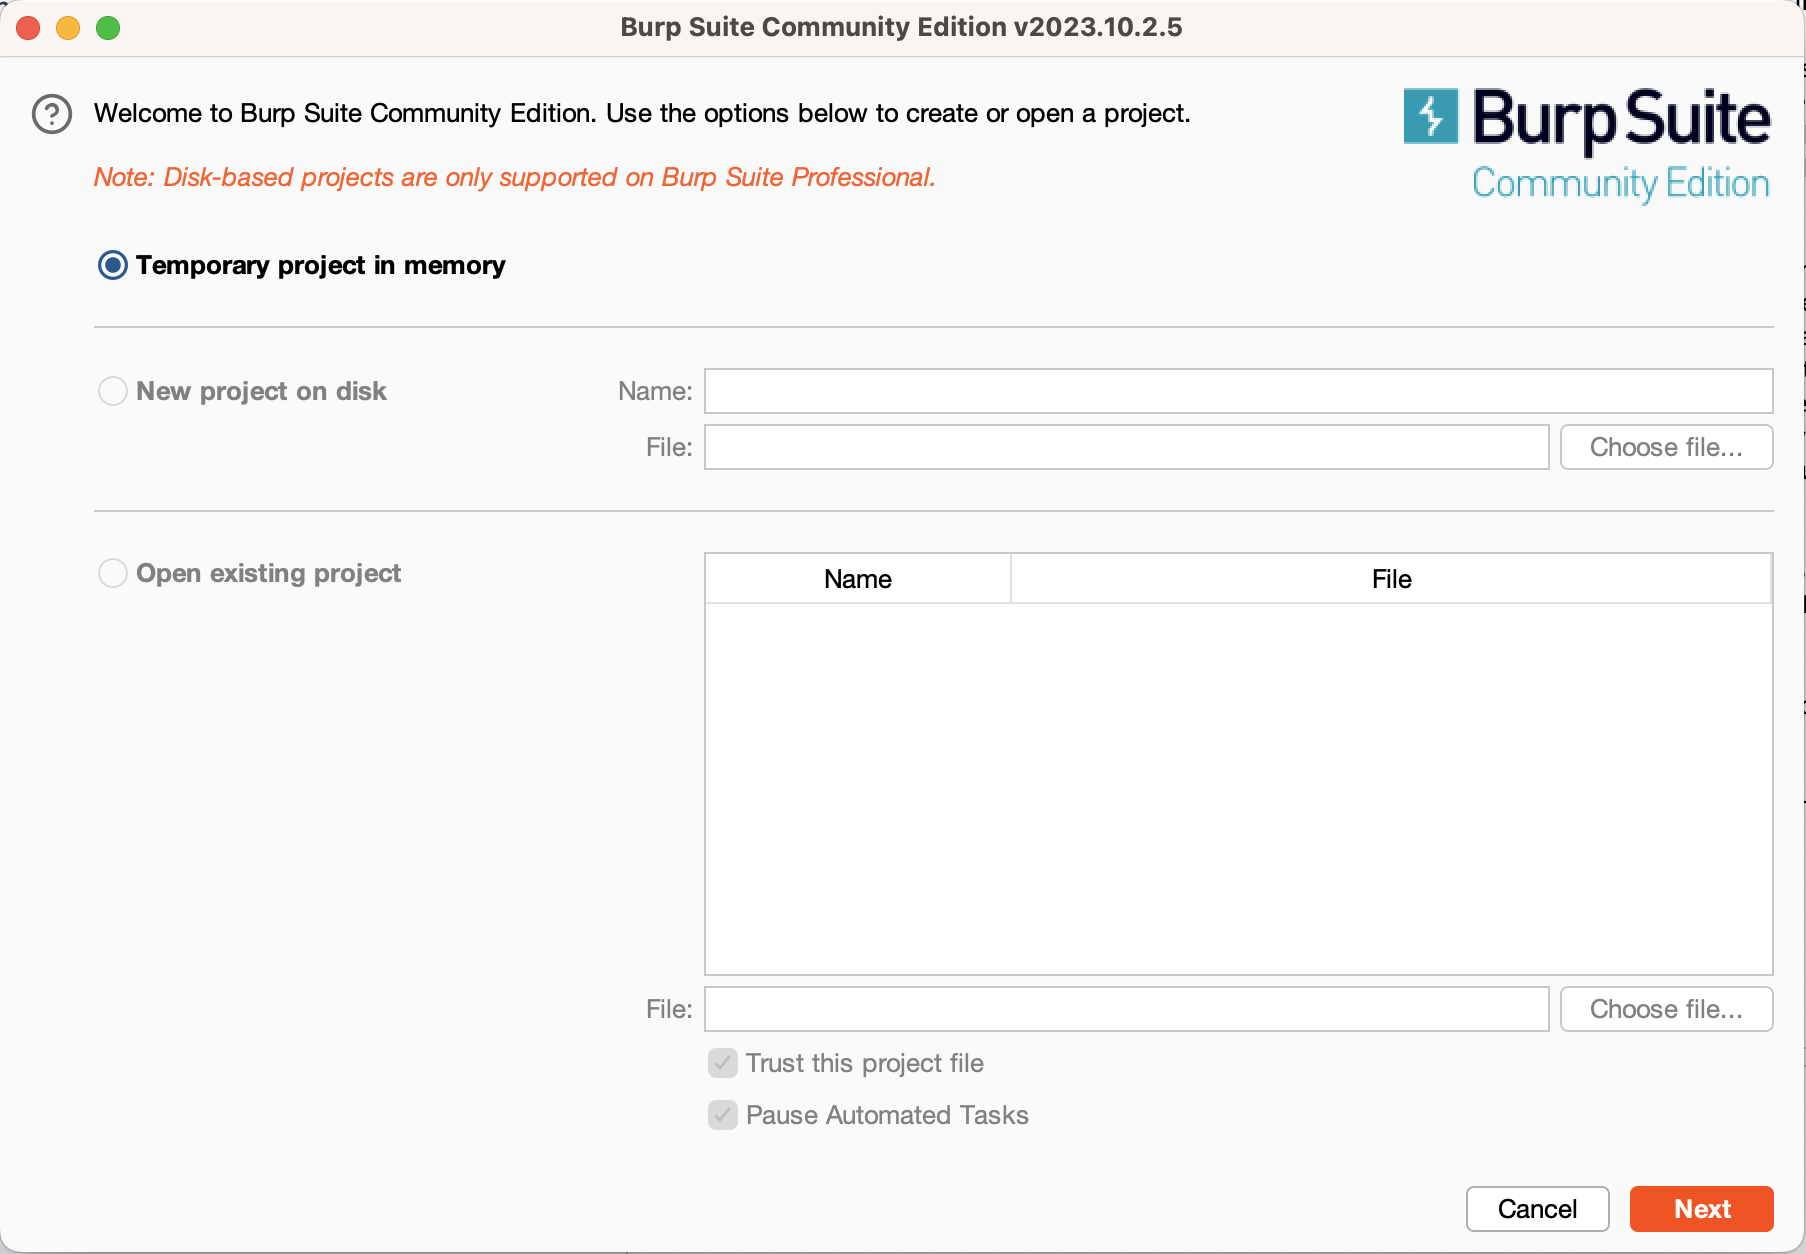 Burp Suite Community Edition v2023.10.2.5
Welcome to Burp Suite Community Edition. Use the options below to create or open a project.
Note: Disk-based projects are only supported on Burp Suite Professional.
Burp Suite
Community Edition
Temporary project in memory
New project on disk
Name:
File:
Choose file...
Open existing project
Name
File
File:
Choose file...
Trust this project file
Pause Automated Tasks
Cancel
Next